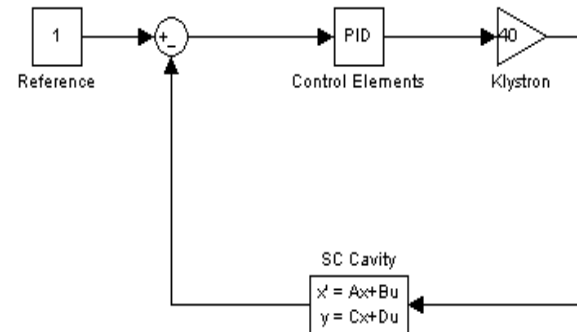 1
Reference
+
-
PID
Control Elements
40
Klystron
SC Cavity
x' = Ax+Bu
y = Cx+Du